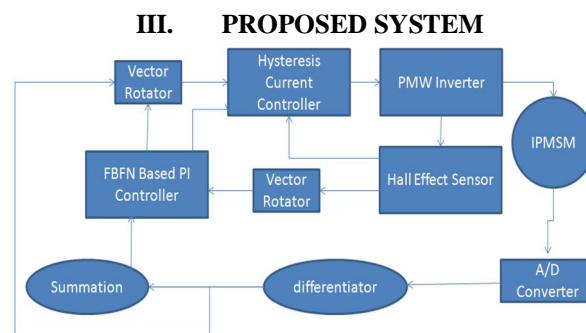 III. PROPOSED SYSTEM
Vector
Rotator
Hysteresis
Current
Controller
PMW Inverter
IPMSM
FBFN Based PI
Controller
Vector
Rotator
Hall Effect Sensor
Summation
differentiator
A/D
Converter